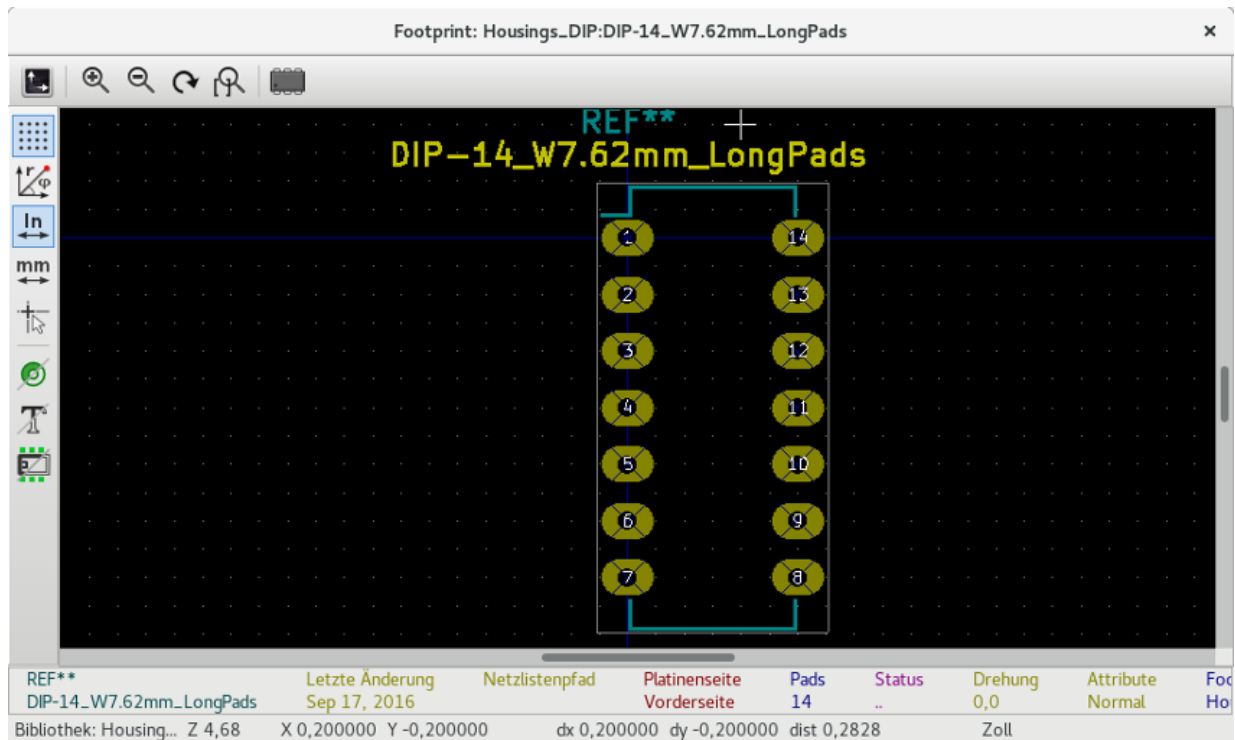 Footprint: Housings_DIP:DIP-14_W7.62mm_LongPads ×
REF**
DIP-14_W7.62mm_LongPads
In
mm
1 14
2 13
3 12
4 11
5 10
6 9
7 8
REF** Letzte Änderung Netzlistenpfad Platinenseite Pads Status Drehung Attribute
DIP-14_W7.62mm_LongPads Sep 17, 2016 Vorderseite 14 .. 0,0 Normal
Bibliothek: Housing... Z 4,68 X 0,200000 Y -0,200000 dx 0,200000 dy -0,200000 dist 0,2828 Zoll